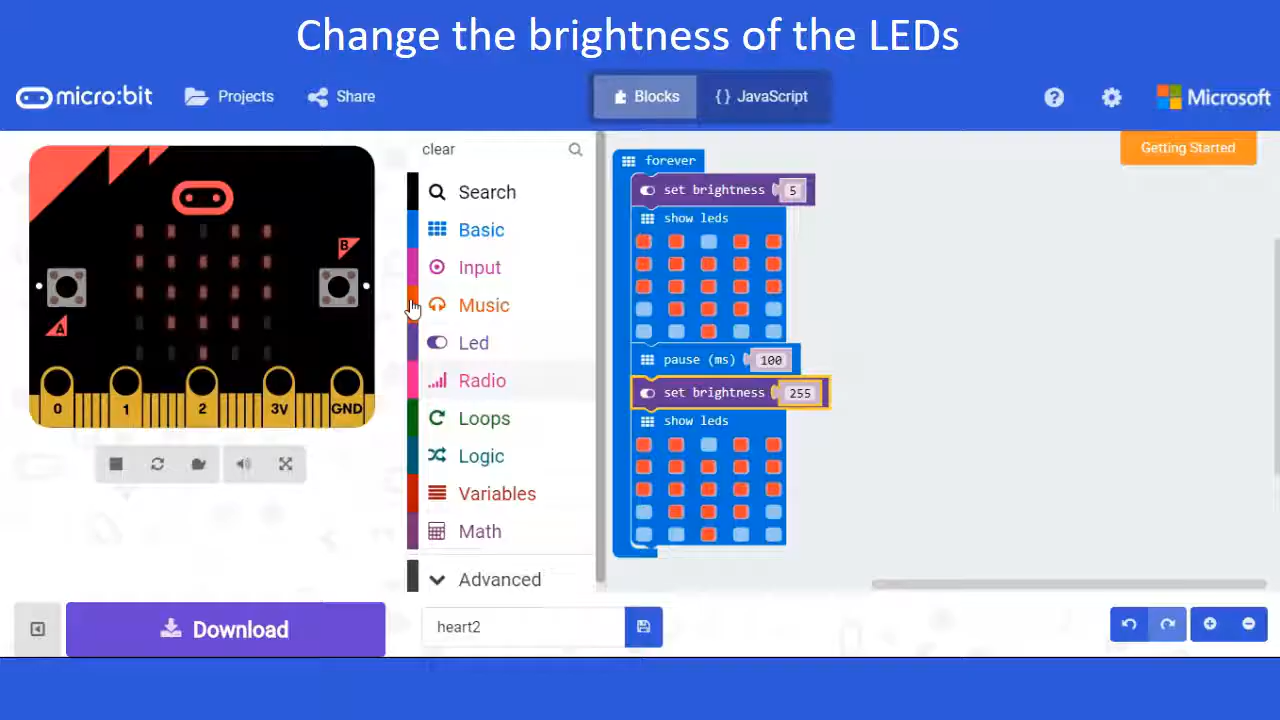 Change the brightness of the LEDs
micro:bit
Projects
Share
Blocks
{} JavaScript
?
Microsoft
Getting Started
clear
Search
Basic
Input
Music
Led
Radio
Loops
Logic
Variables
Math
Advanced
A
B
0 1 2 3V GND
forever
set brightness 5
show leds
pause (ms) 100
set brightness 255
show leds
Download
heart2